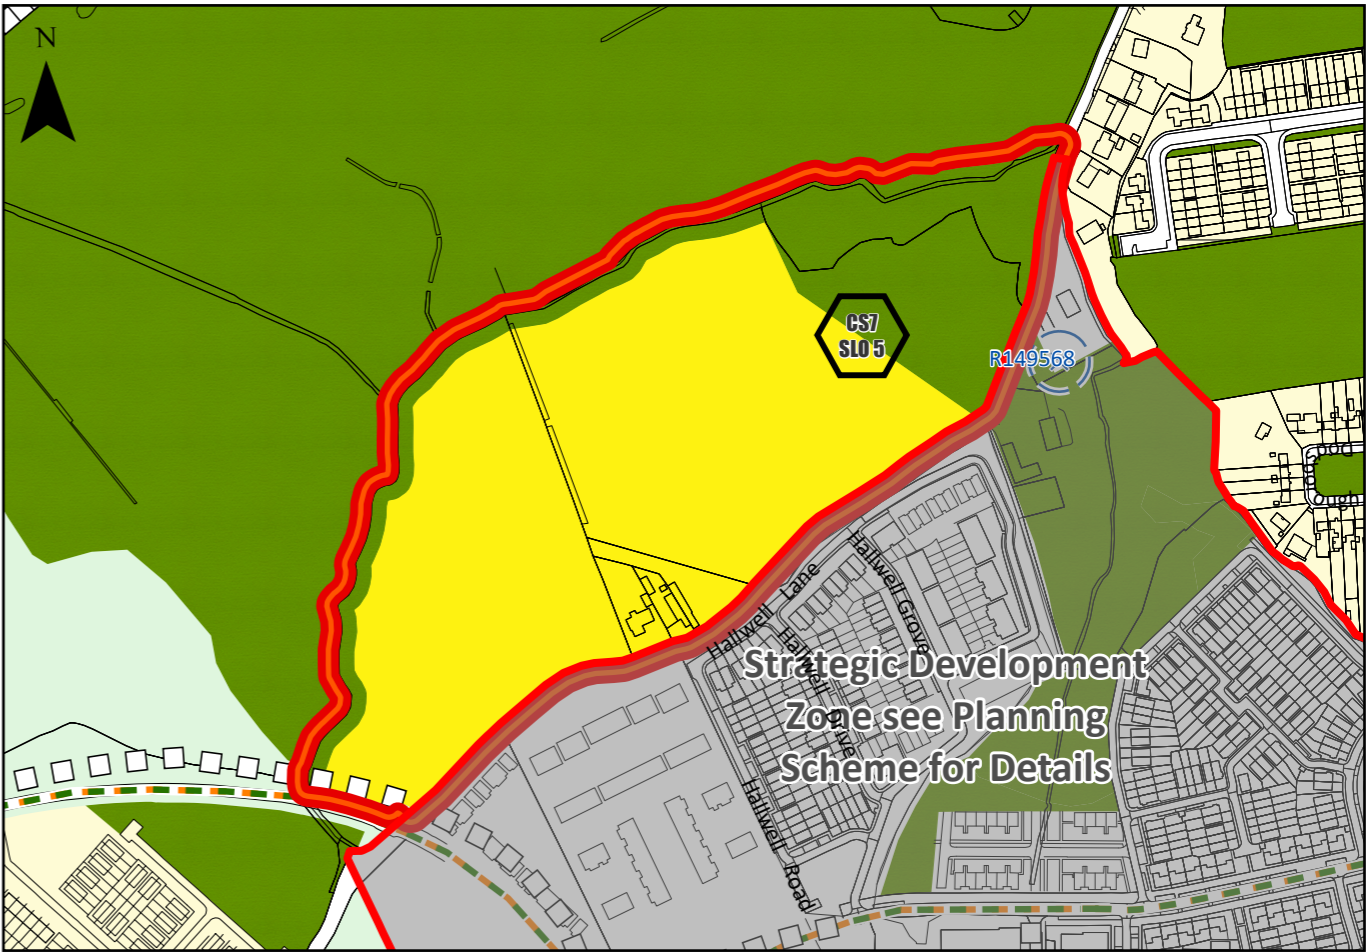 N
CS7
SLO 5
R149568
Hallwell Lane
Hallwell Grove
Hallwell Drive
Strategic Development
Zone see Planning
Scheme for Details
Hallwell Road